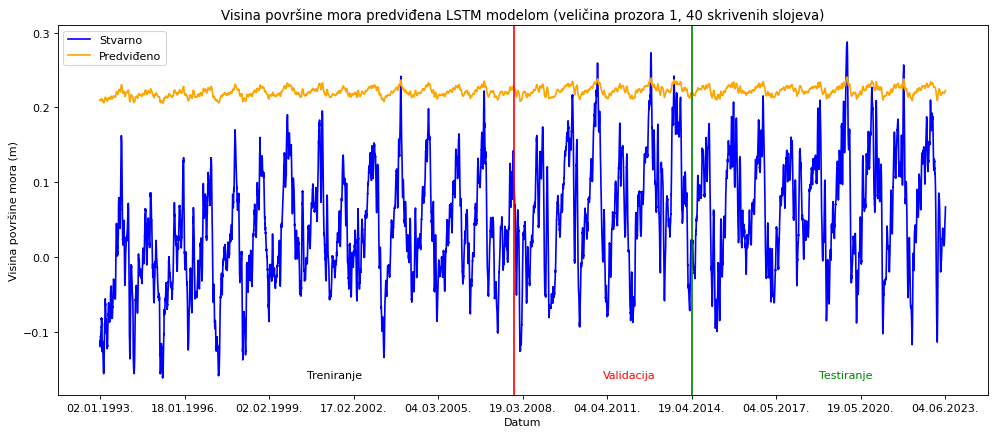 Visina površine mora predviđena LSTM modelom (veličina prozora 1, 40 skrivenih slojeva)
Stvarno
Predviđeno
Visina površine mora (m)
0.3
0.2
0.1
0.0
−0.1
Treniranje
Validacija
Testiranje
02.01.1993. 18.01.1996. 02.02.1999. 17.02.2002. 04.03.2005. 19.03.2008. 04.04.2011. 19.04.2014. 04.05.2017. 19.05.2020. 04.06.2023.
Datum